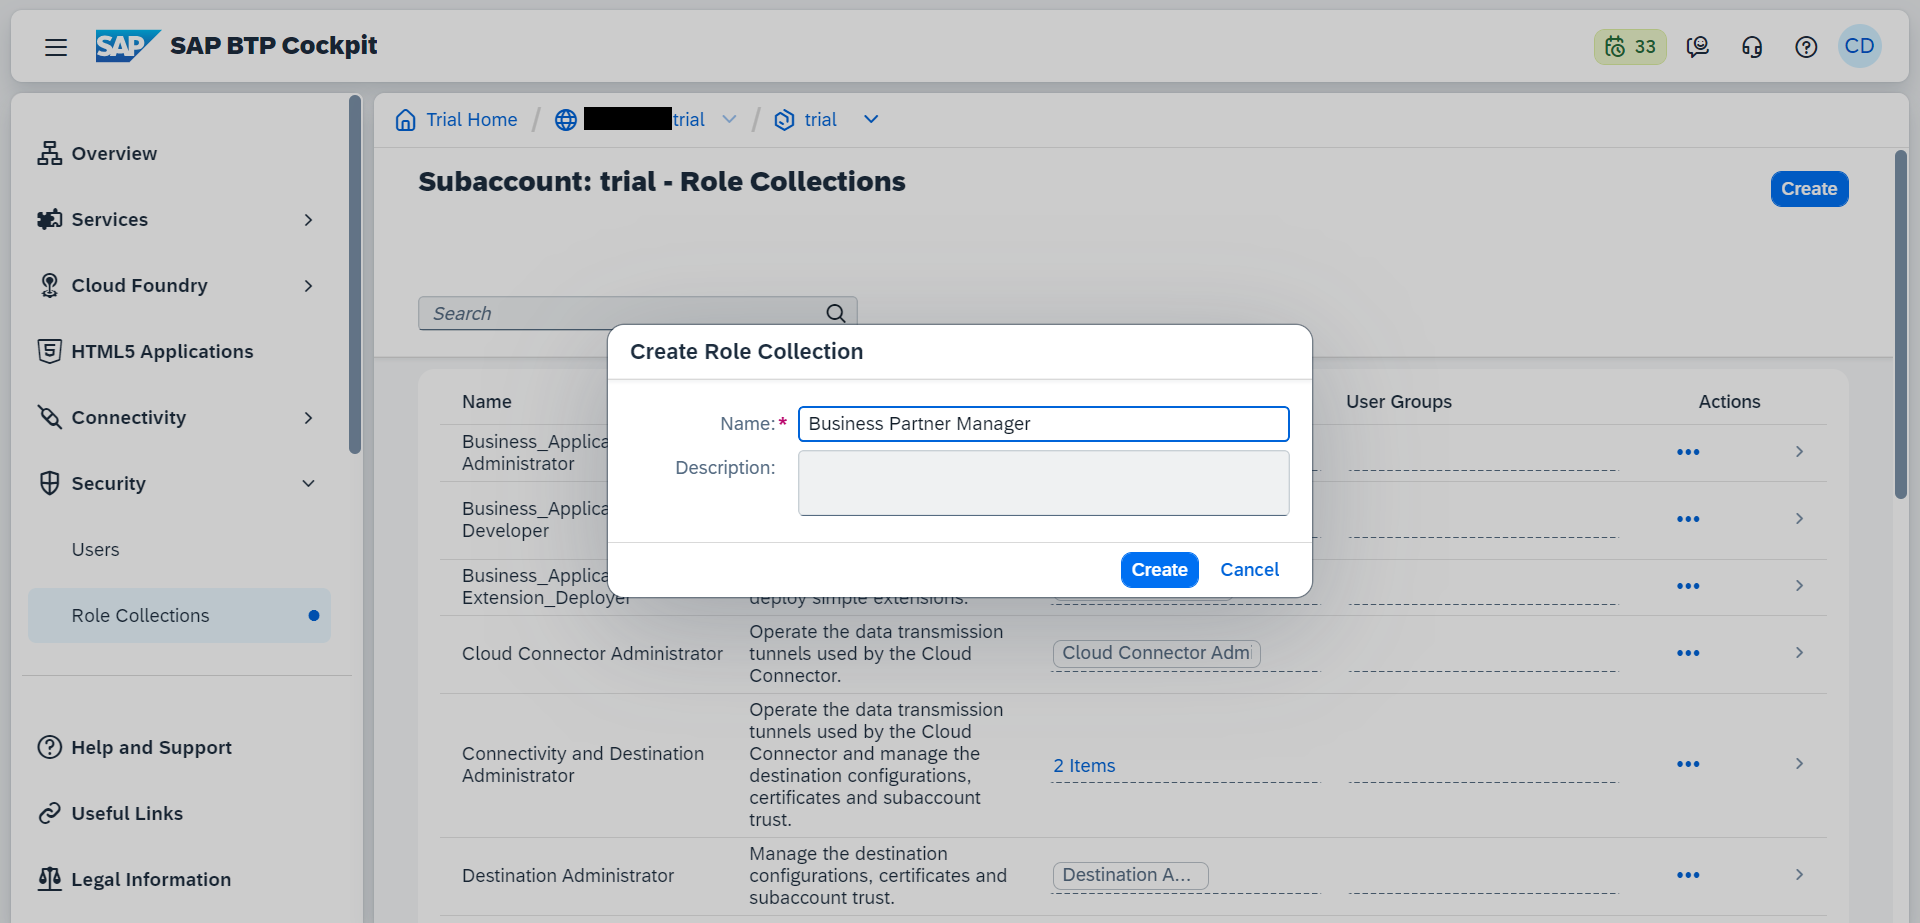 SAP SAP BTP Cockpit
33
CD
Overview
Services
Cloud Foundry
HTML5 Applications
Connectivity
Security
Users
Role Collections
Help and Support
Useful Links
Legal Information
Trial Home / trial / trial
Subaccount: trial - Role Collections
Create
Search
Name
User Groups
Actions
Business_Applica
Administrator
Business_Applica
Developer
Business_Applica
Extension_Deployer
deploy simple extensions.
Cloud Connector Administrator
Operate the data transmission
tunnels used by the Cloud
Connector.
Cloud Connector Admi
Connectivity and Destination
Administrator
Operate the data transmission
tunnels used by the Cloud
Connector and manage the
destination configurations,
certificates and subaccount
trust.
2 Items
Destination Administrator
Manage the destination
configurations, certificates and
subaccount trust.
Destination A...
Create Role Collection
Name:* Business Partner Manager
Description:
Create Cancel